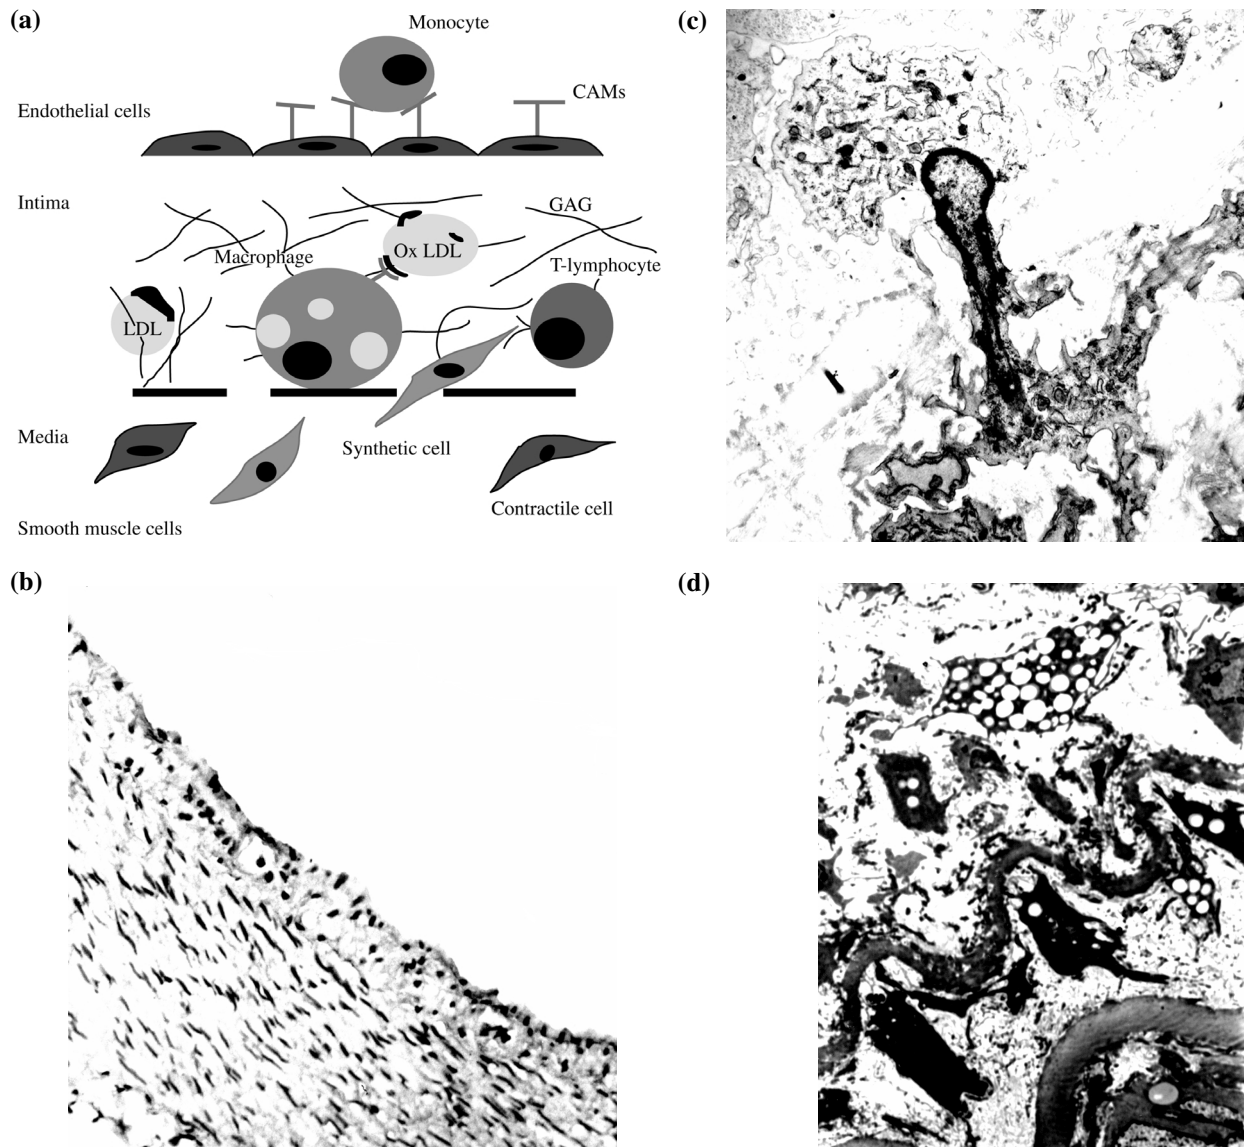 (a)
Monocyte
CAMs
Endothelial cells
Intima
GAG
Macrophage
Ox LDL
T-lymphocyte
LDL
Media
Synthetic cell
Contractile cell
Smooth muscle cells
(c)
(b)
(d)